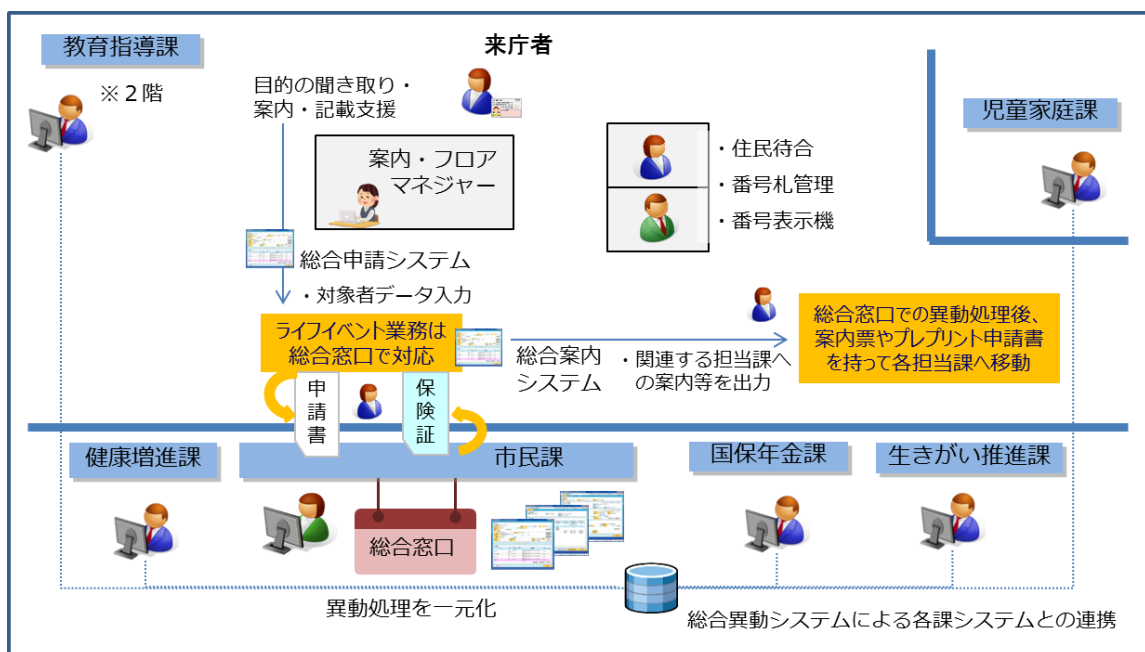 教育指導課
※２階
目的の聞き取り・
案内・記載支援
来庁者
案内・フロア
マネジャー
・住民待合
・番号札管理
・番号表示機
児童家庭課
総合申請システム
・対象者データ入力
ライフイベント業務は
総合窓口で対応
総合案内
システム
・関連する担当課へ
の案内等を出力
総合窓口での異動処理後、
案内票やプレプリント申請書
を持って各担当課へ移動
申請書
保険証
健康増進課
市民課
国保年金課
生きがい推進課
総合窓口
異動処理を一元化
総合異動システムによる各課システムとの連携